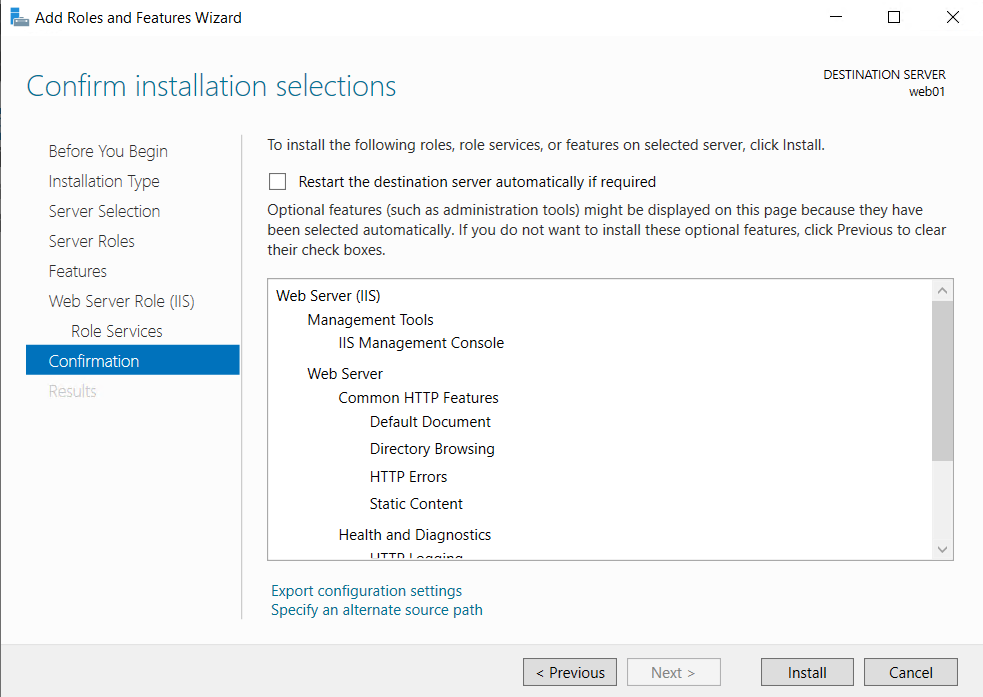 Add Roles and Features Wizard
Confirm installation selections
DESTINATION SERVER
web01
Before You Begin
Installation Type
Server Selection
Server Roles
Features
Web Server Role (IIS)
Role Services
Confirmation
Results
To install the following roles, role services, or features on selected server, click Install.
Restart the destination server automatically if required
Optional features (such as administration tools) might be displayed on this page because they have
been selected automatically. If you do not want to install these optional features, click Previous to clear
their check boxes.
Web Server (IIS)
Management Tools
IIS Management Console
Web Server
Common HTTP Features
Default Document
Directory Browsing
HTTP Errors
Static Content
Health and Diagnostics
HTTP Logging
Export configuration settings
Specify an alternate source path
< Previous
Next >
Install
Cancel